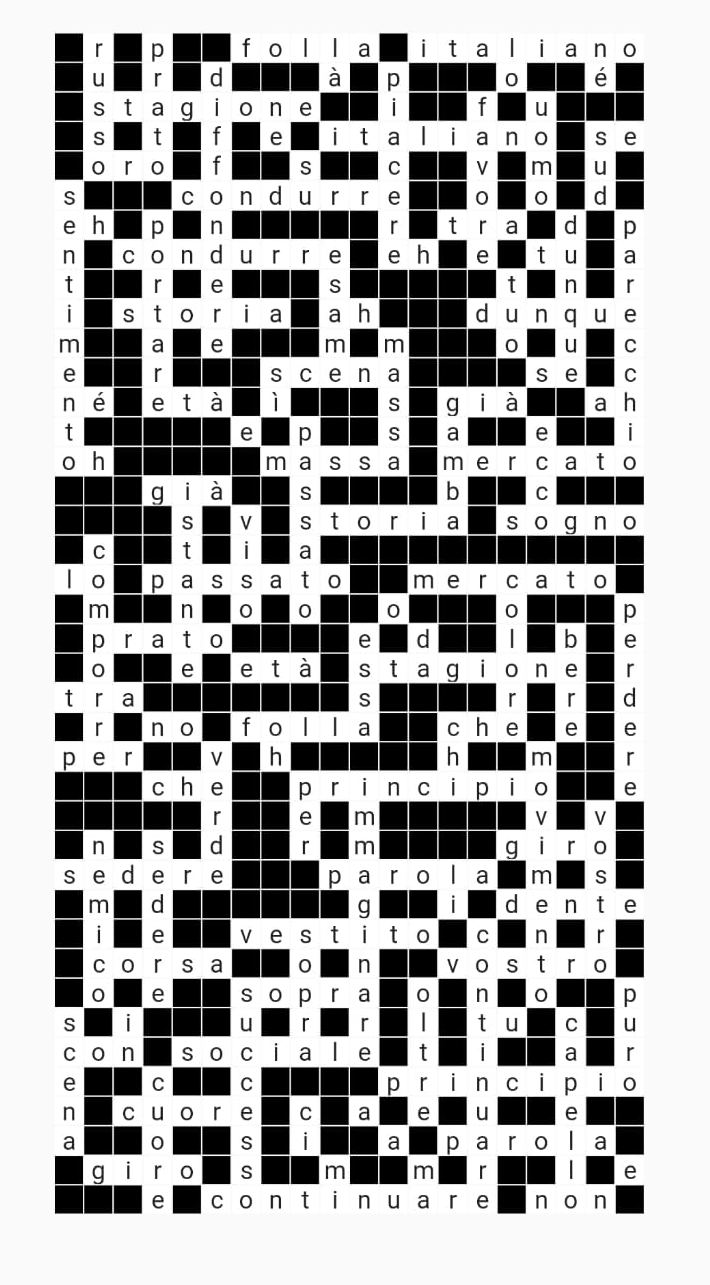 r p folla italiano
u r d à p o é
stagione i f u
s t f e italiano se
oro f s c v m u
s condurre e o o d
eh p n r tra d p
n condurre eh e tu a
t r e s t n r
i storia ah dunque
m a e m m o u c
e r scena se c
né età ì s già ah
t e p s a e i
oh massa mercato
già s b c
s v storia sogno
c t i a
lo passato mercato
m n o o o o p
prato e d l b e
o e età stagione r
tra s r r d
r no folla che e e
per v h h m r
che principio e
r e m v v
n s d r m giro
sedere parola m s
m d g i dente
i e vestito c n r
corsa o n vostro
o e sopra o n o p
s i u r r l tu c u
con sociale t i a r
e c c principio
n cuore c a e u e
a o s i a parola
giro s m m r l e
e continuare non